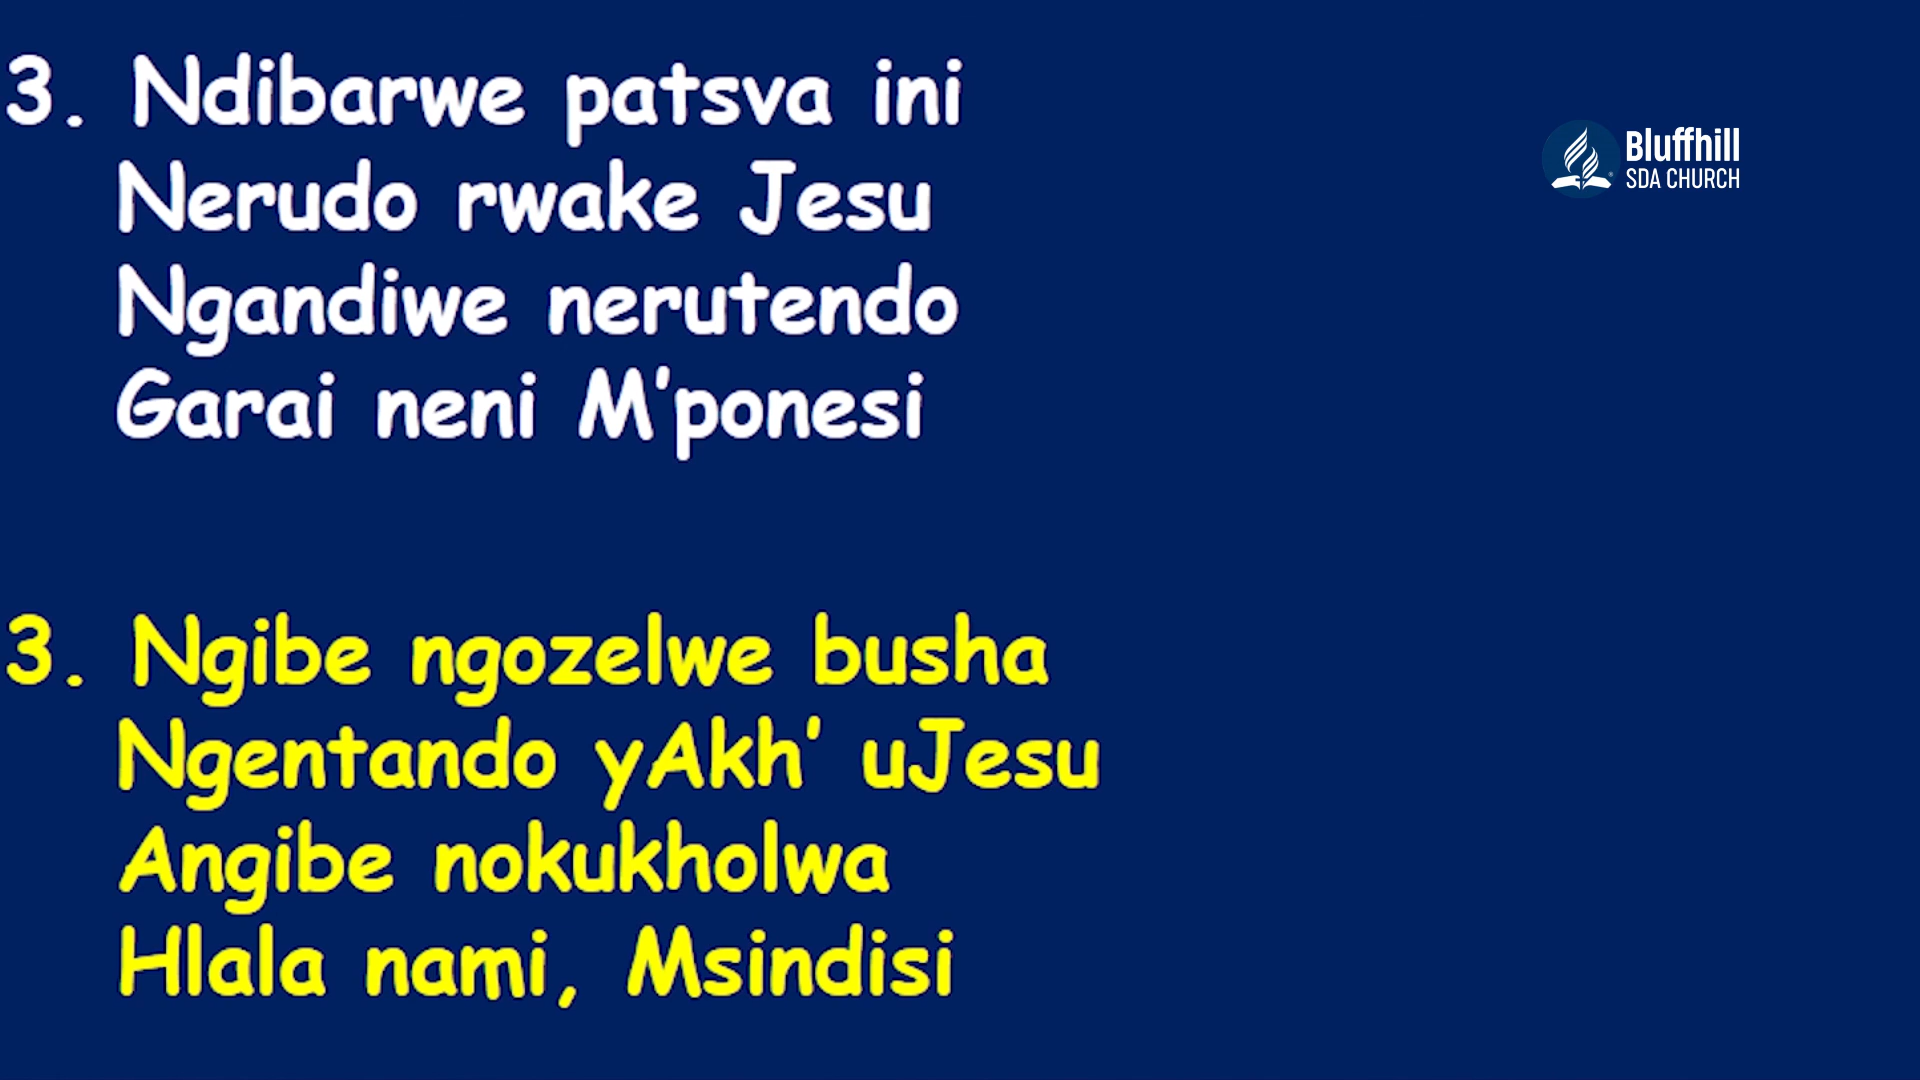 3. Ndibarwe patsva ini
Nerudo rwake Jesu
Ngandiwe nerutendo
Garai neni M'ponesi
Bluffhill
SDA CHURCH
3. Ngibe ngozelwe busha
Ngentando yAkh' uJesu
Angibe nokukholwa
Hlala nami, Msindisi